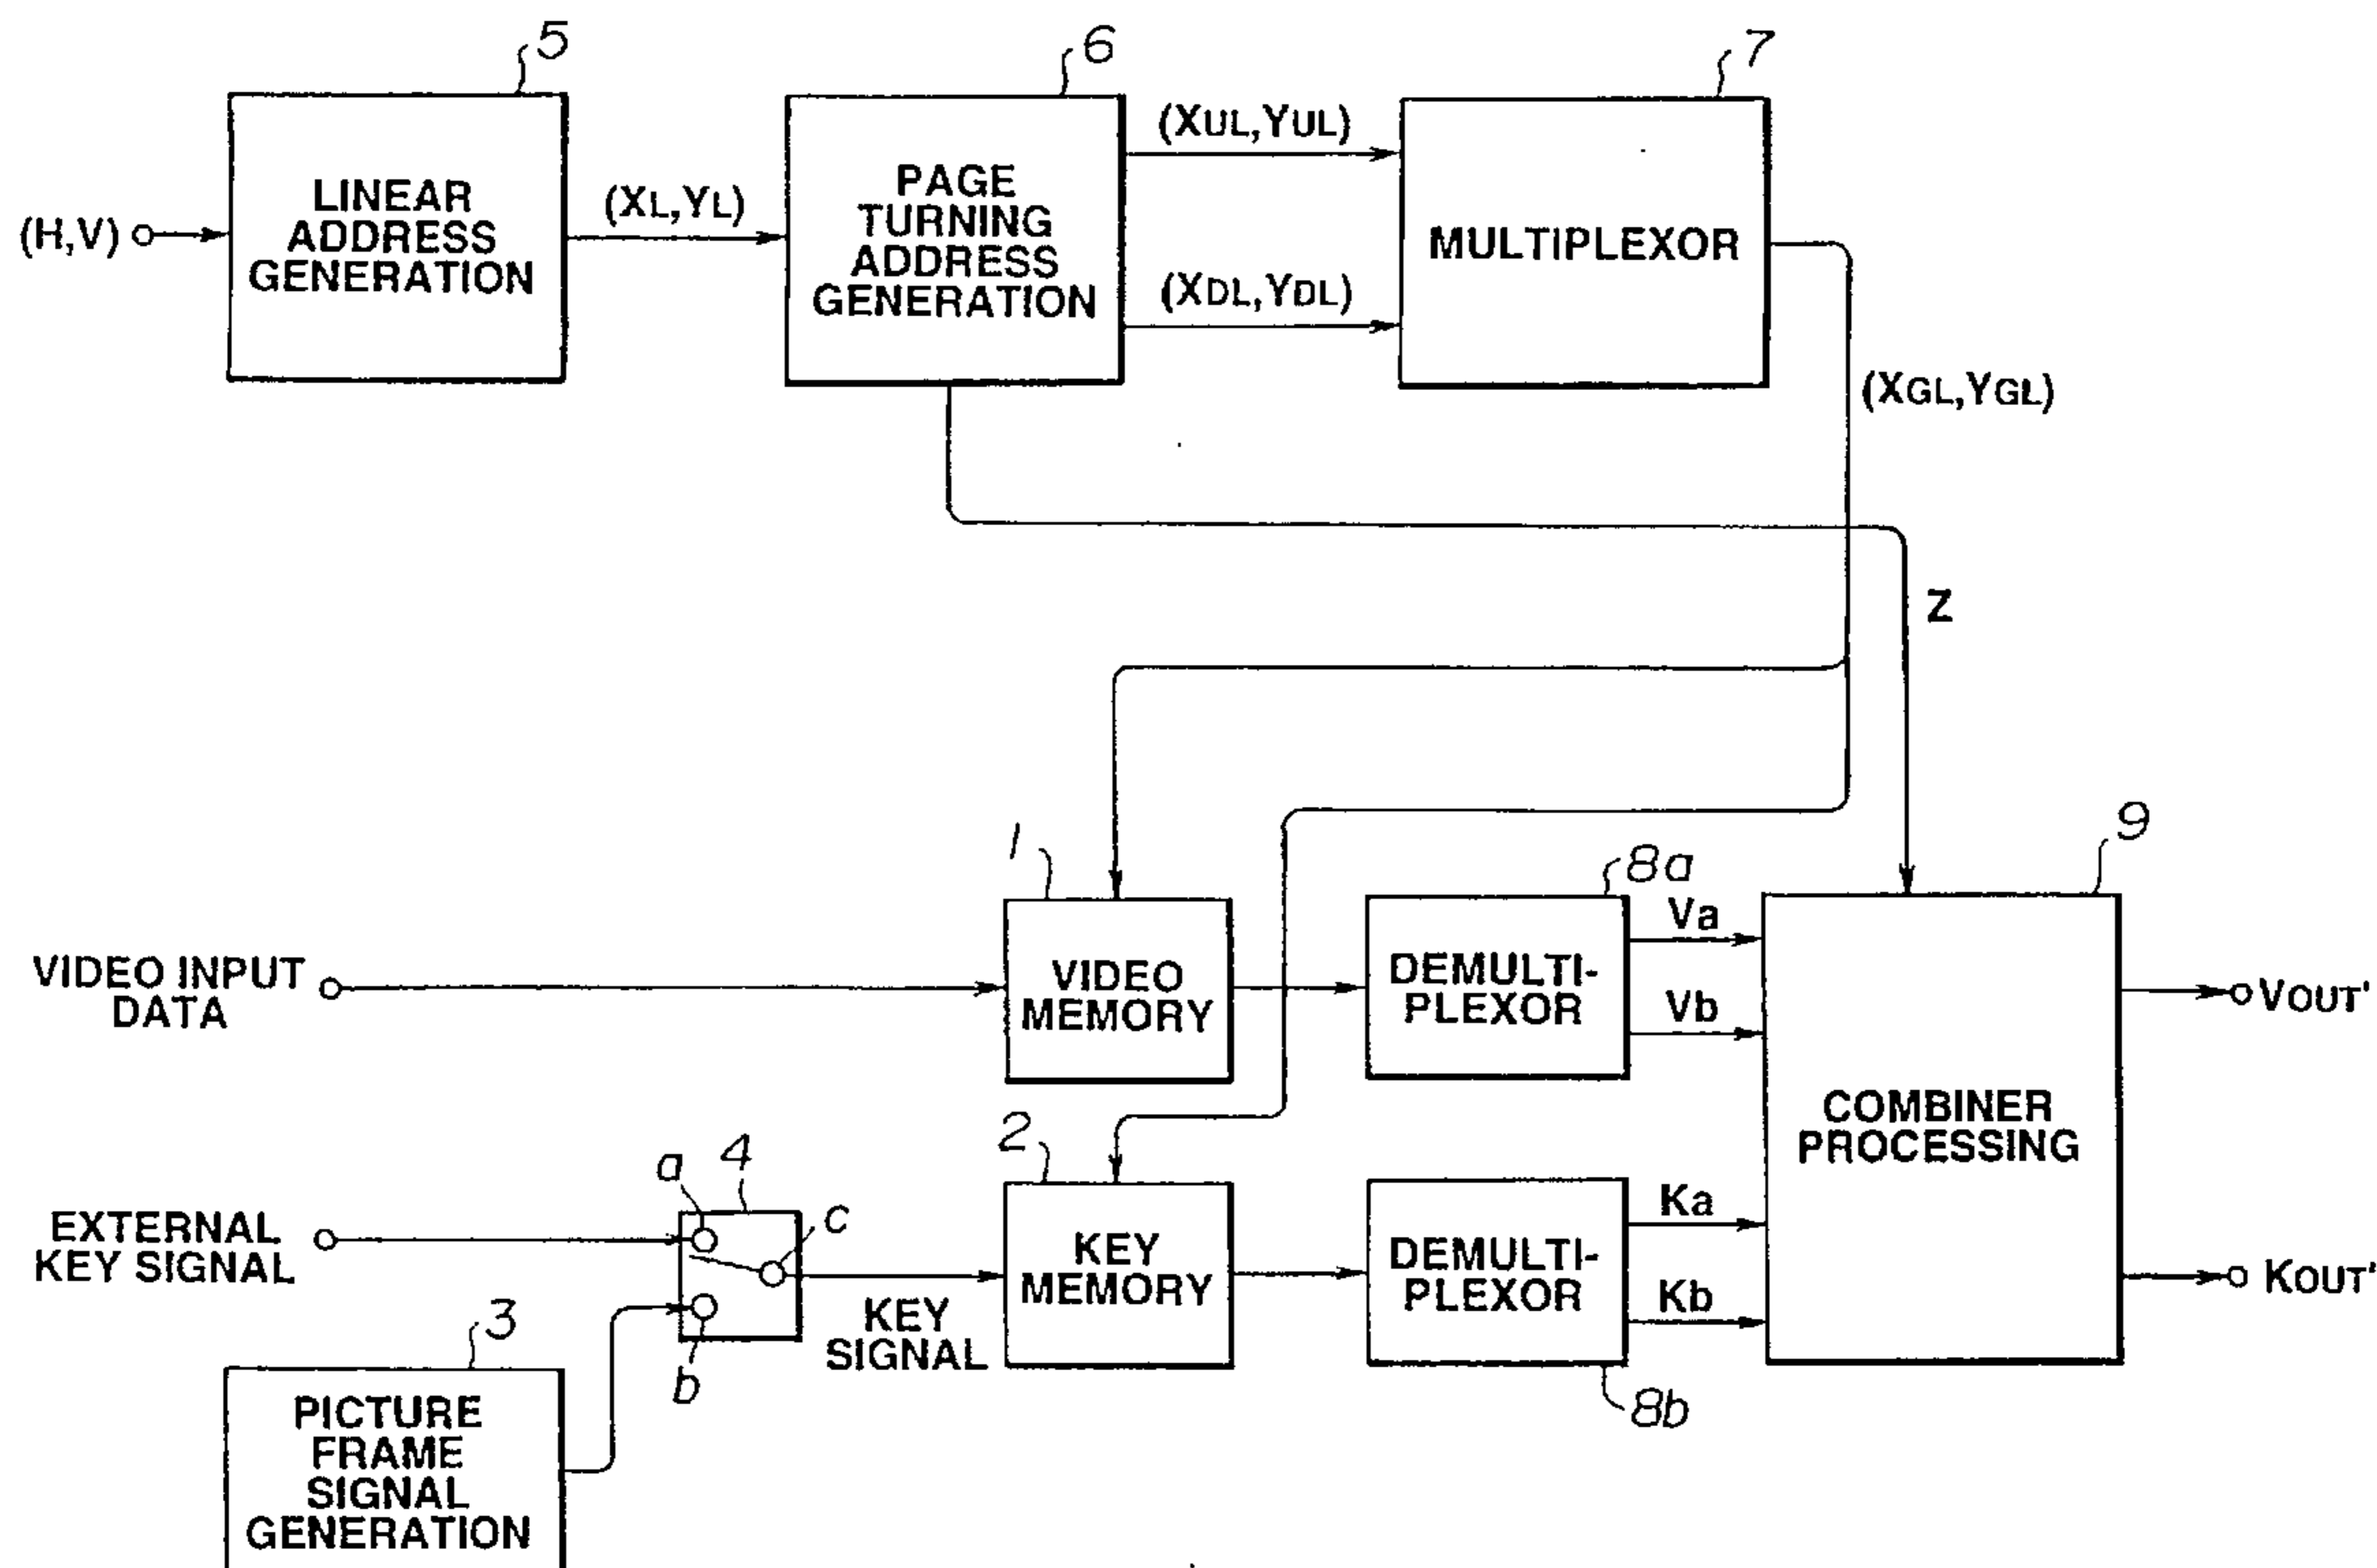 5
6
7
(H,V)
LINEAR
ADDRESS
GENERATION
(XL,YL)
PAGE
TURNING
ADDRESS
GENERATION
(XUL,YUL)
(XDL,YDL)
MULTIPLEXOR
(XGL,YGL)
Z
1
8a
9
VIDEO INPUT
DATA
VIDEO
MEMORY
DEMULTI-
PLEXOR
Va
Vb
COMBINER
PROCESSING
VOUT'
KOUT'
EXTERNAL
KEY SIGNAL
a
4
c
b
KEY
SIGNAL
2
KEY
MEMORY
DEMULTI-
PLEXOR
Ka
Kb
8b
3
PICTURE
FRAME
SIGNAL
GENERATION